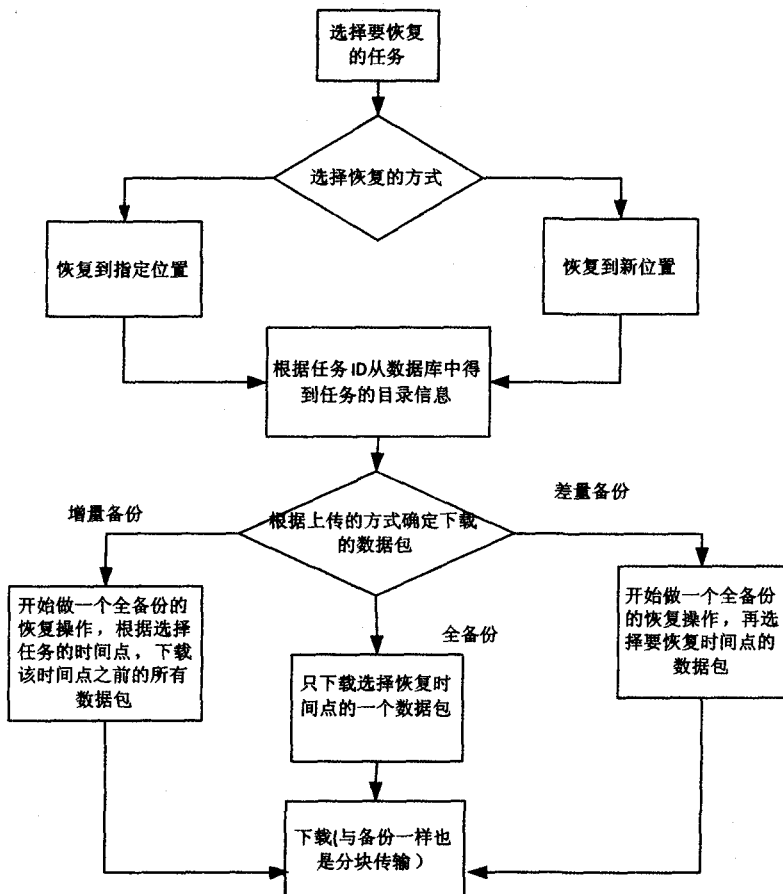 选择要恢复
的任务
选择恢复的方式
恢复到指定位置
恢复到新位置
根据任务ID从数据库中得
到任务的目录信息
增量备份
差量备份
根据上传的方式确定下载
的数据包
开始做一个全备份的
恢复操作，根据选择
任务的时间点，下载
该时间点之前的所有
数据包
全备份
只下载选择恢复时
间点的一个数据包
开始做一个全备份
的恢复操作，再选
择要恢复时间点的
数据包
下载(与备份一样也
是分块传输）